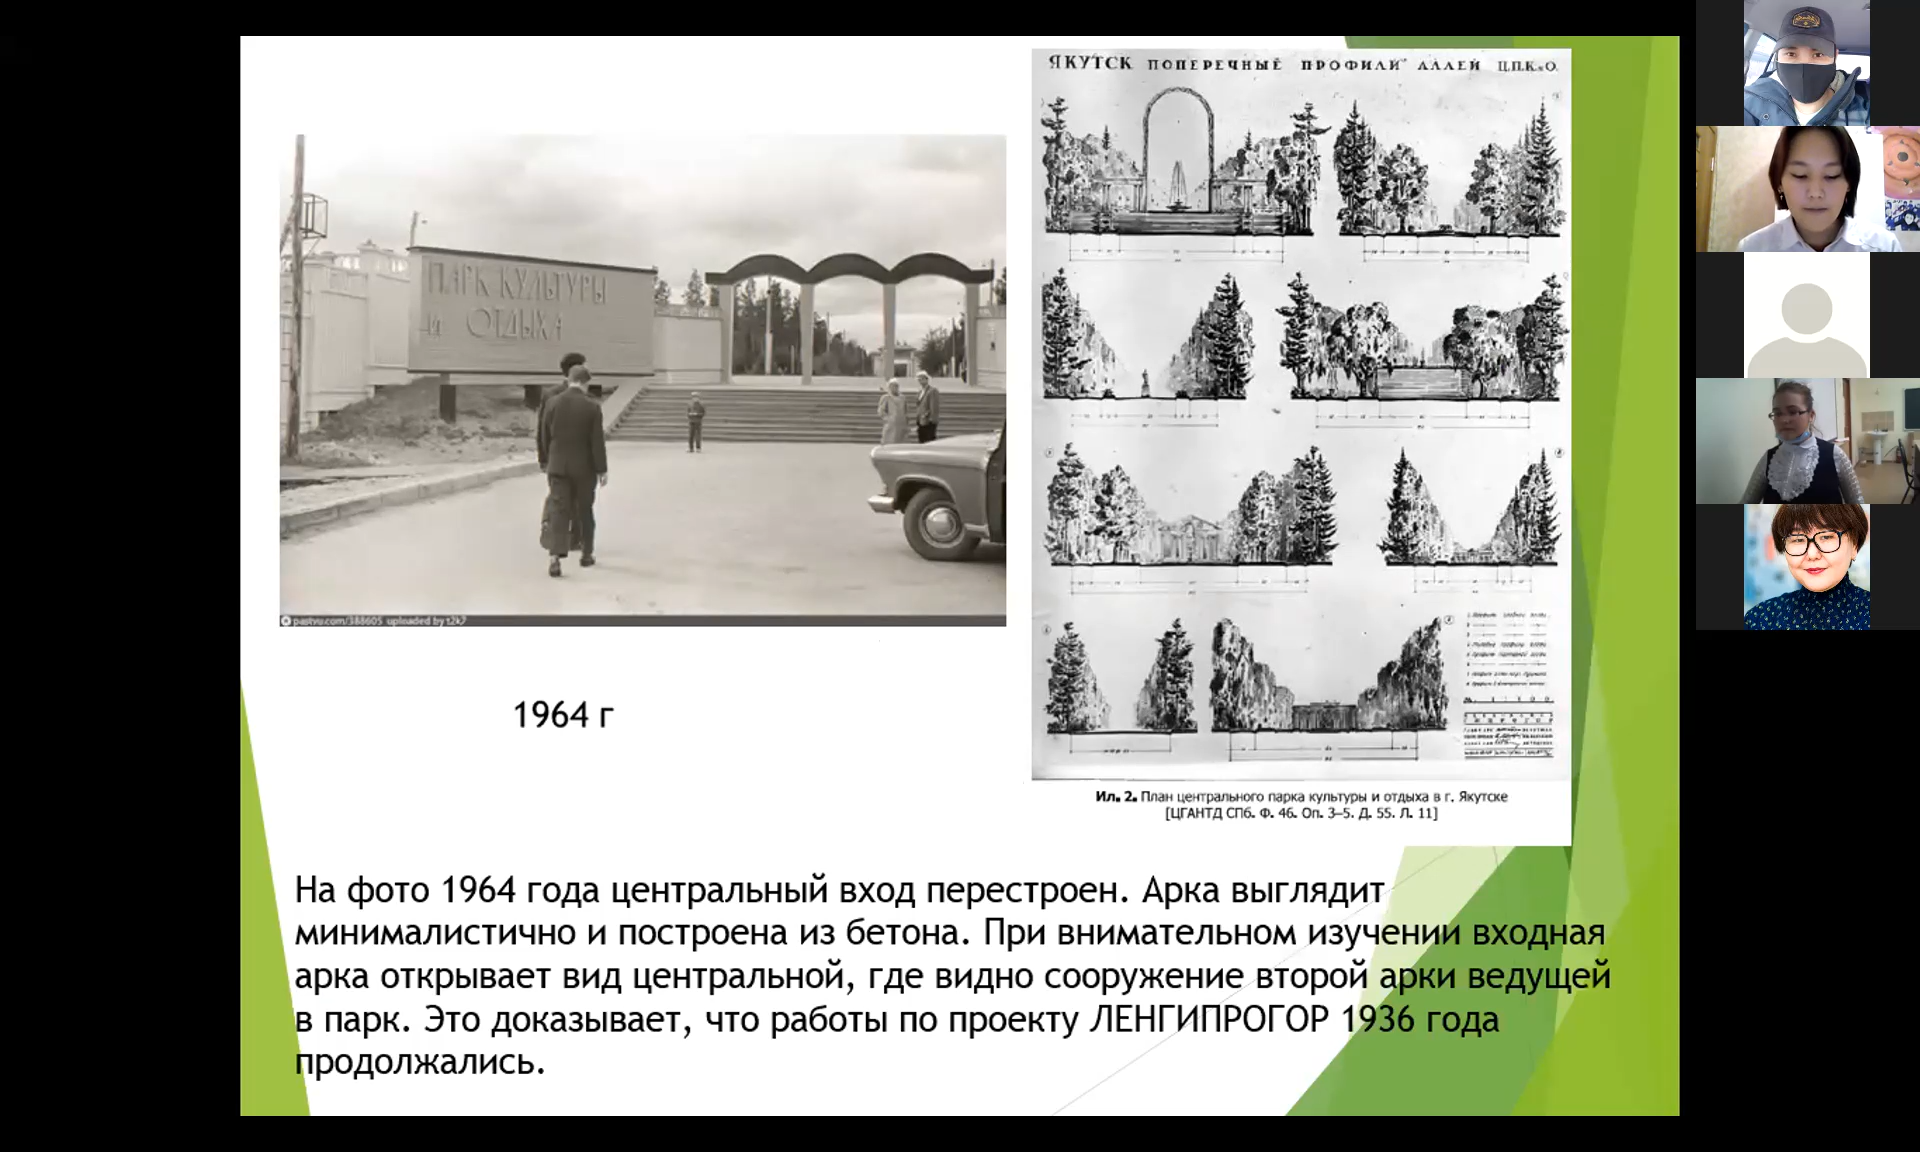 ПАРК КУЛЬТУРЫ
и ОТДЫХА
pastvu.com/388605 uploaded by t2k7
1964 г
ЯКУТСК ПОПЕРЕЧНЫЕ ПРОФИЛИ АЛЛЕЙ Ц.П.К.иО.
Ил. 2. План центрального парка культуры и отдыха в г. Якутске
[ЦГАНТД СПб. Ф. 46. Оп. 3–5. Д. 55. Л. 11]
На фото 1964 года центральный вход перестроен. Арка выглядит
минималистично и построена из бетона. При внимательном изучении входная
арка открывает вид центральной, где видно сооружение второй арки ведущей
в парк. Это доказывает, что работы по проекту ЛЕНГИПРОГОР 1936 года
продолжались.